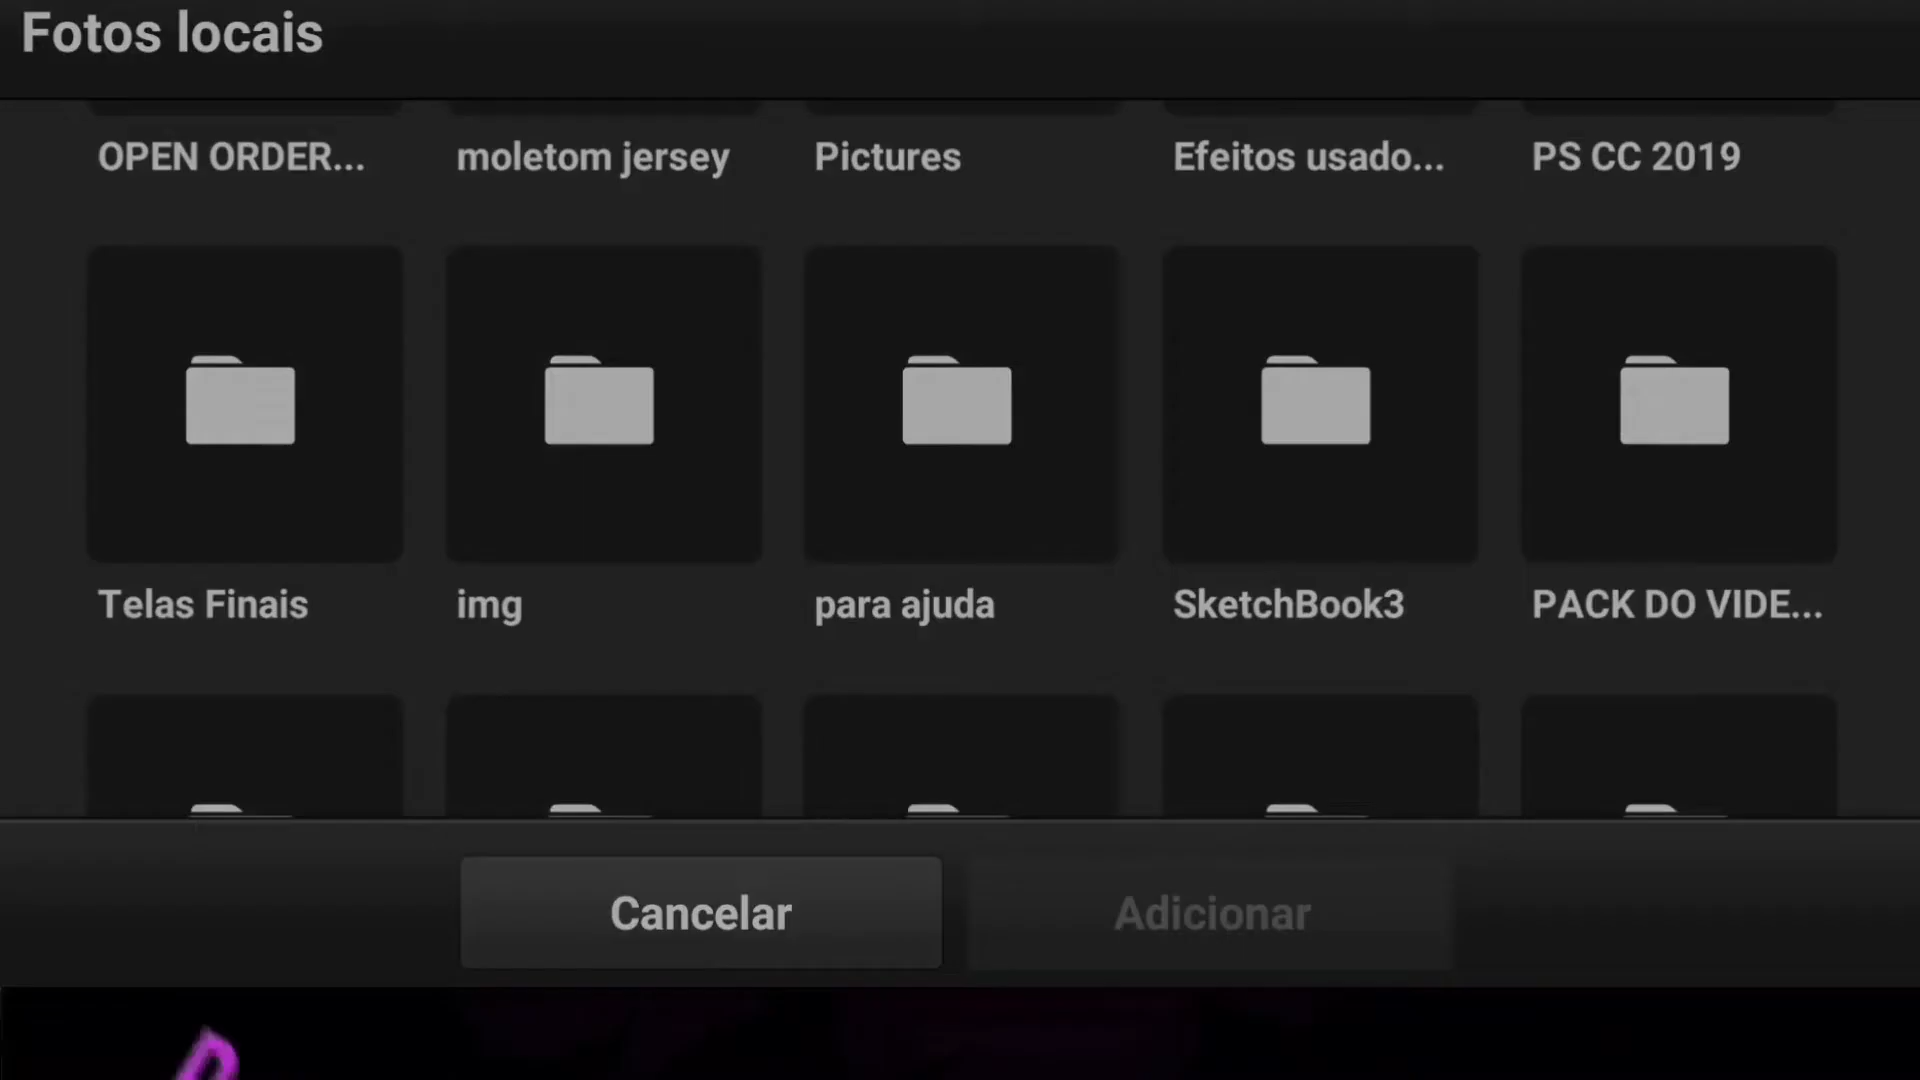 Fotos locais
OPEN ORDER... moletom jersey Pictures Efeitos usado... PS CC 2019
Telas Finais img para ajuda SketchBook3 PACK DO VIDE...
Cancelar Adicionar